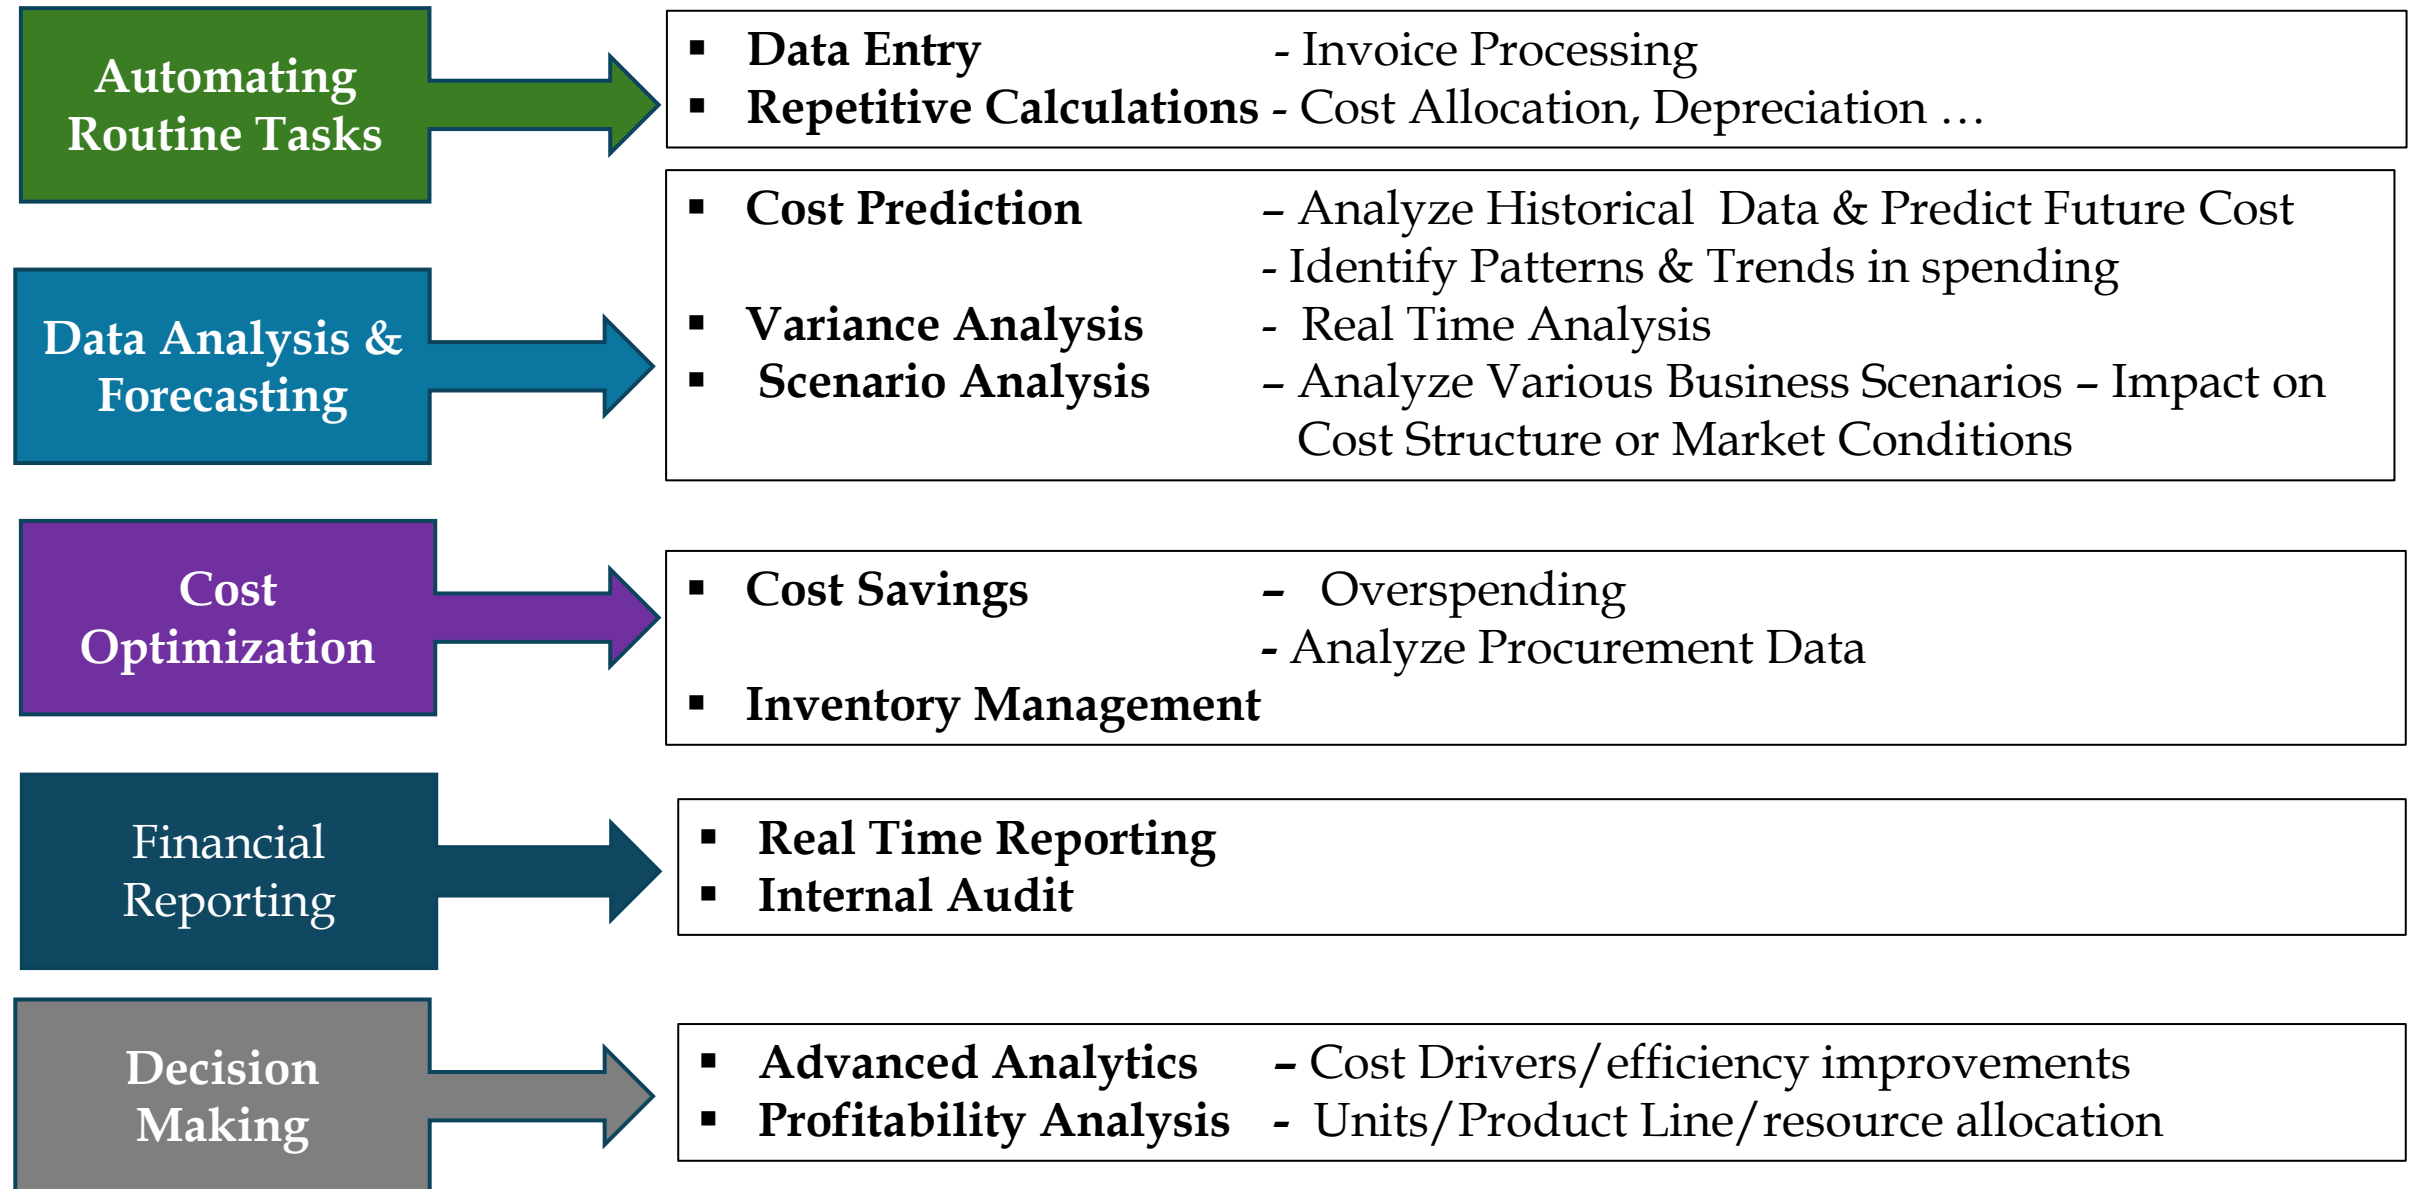 Automating
Routine Tasks
▪ Data Entry - Invoice Processing
▪ Repetitive Calculations - Cost Allocation, Depreciation …
Data Analysis &
Forecasting
▪ Cost Prediction – Analyze Historical Data & Predict Future Cost
- Identify Patterns & Trends in spending
▪ Variance Analysis - Real Time Analysis
▪ Scenario Analysis – Analyze Various Business Scenarios – Impact on
Cost Structure or Market Conditions
Cost
Optimization
▪ Cost Savings – Overspending
- Analyze Procurement Data
▪ Inventory Management
Financial
Reporting
▪ Real Time Reporting
▪ Internal Audit
Decision
Making
▪ Advanced Analytics – Cost Drivers/efficiency improvements
▪ Profitability Analysis - Units/Product Line/resource allocation